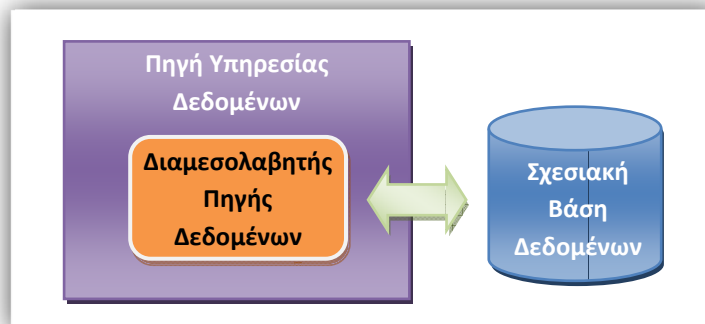 Πηγή Υπηρεσίας
Δεδομένων
Διαμεσολαβητής
Πηγής
Δεδομένων
Σχεσιακή
Βάση
Δεδομένων